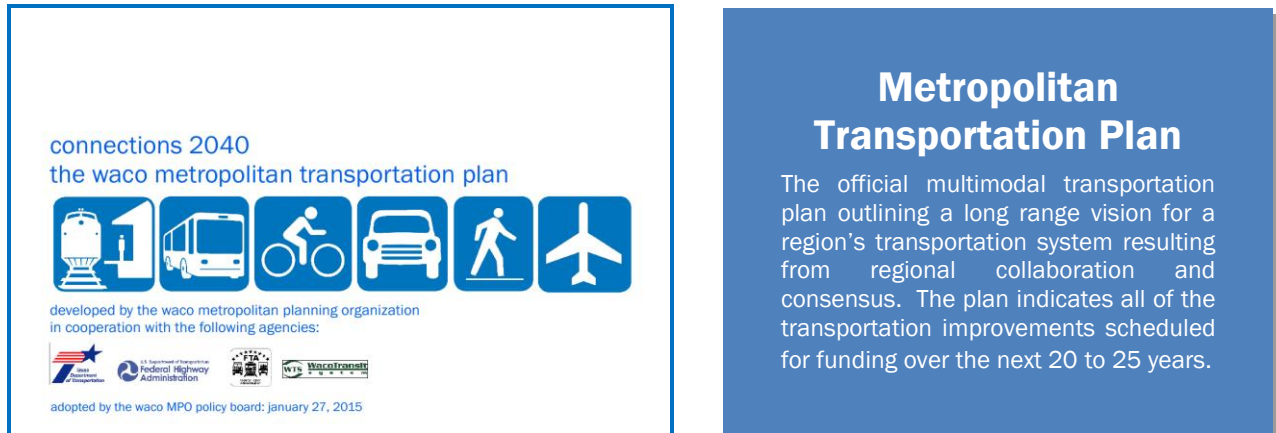 connections 2040
the waco metropolitan transportation plan
developed by the waco metropolitan planning organization
in cooperation with the following agencies:
Texas
Department
of Transportation
U.S. Department of Transportation
Federal Highway
Administration
FTA
WTS WacoTransit
system
adopted by the waco MPO policy board: january 27, 2015
Metropolitan
Transportation Plan
The official multimodal transportation
plan outlining a long range vision for a
region’s transportation system resulting
from regional collaboration and
consensus. The plan indicates all of the
transportation improvements scheduled
for funding over the next 20 to 25 years.